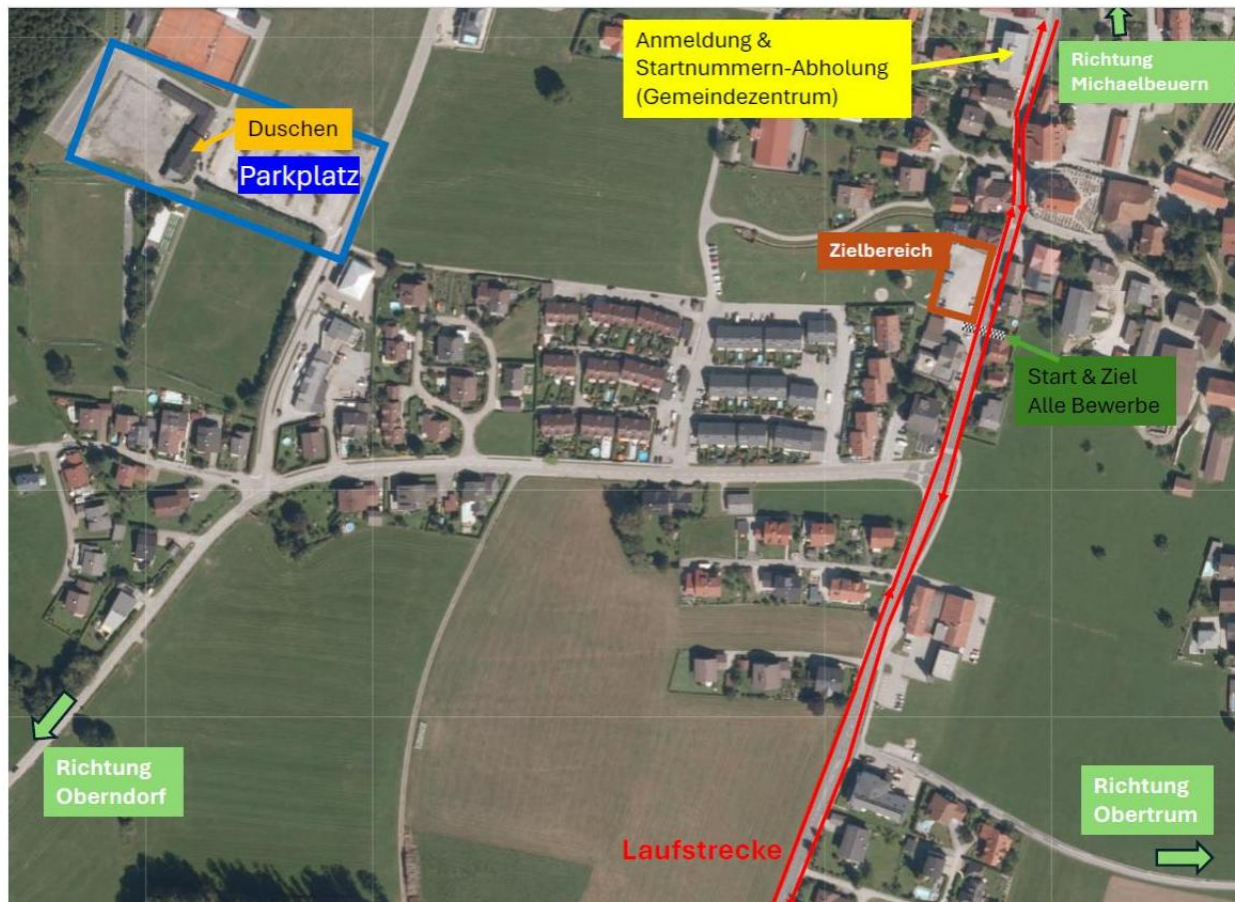 Anmeldung &
Startnummern-Abholung
(Gemeindezentrum)
Richtung
Michaelbeuern
Duschen
Parkplatz
Zielbereich
Start & Ziel
Alle Bewerbe
Richtung
Oberndorf
Richtung
Obertrum
Laufstrecke